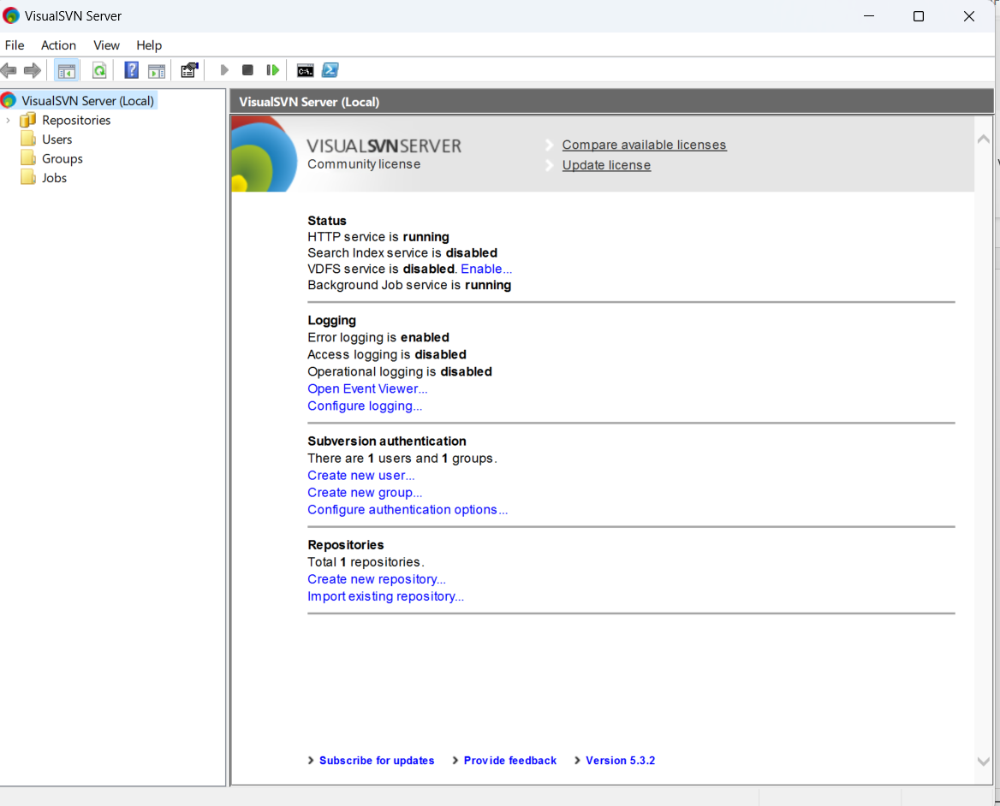 VisualSVN Server
File Action View Help
C:\.
VisualSVN Server (Local)
Repositories
Users
Groups
Jobs
VisualSVN Server (Local)
VISUALSVNSERVER
Community license
Compare available licenses
Update license
Status
HTTP service is running
Search Index service is disabled
VDFS service is disabled. Enable...
Background Job service is running
Logging
Error logging is enabled
Access logging is disabled
Operational logging is disabled
Open Event Viewer...
Configure logging...
Subversion authentication
There are 1 users and 1 groups.
Create new user...
Create new group...
Configure authentication options...
Repositories
Total 1 repositories.
Create new repository...
Import existing repository...
Subscribe for updates Provide feedback Version 5.3.2